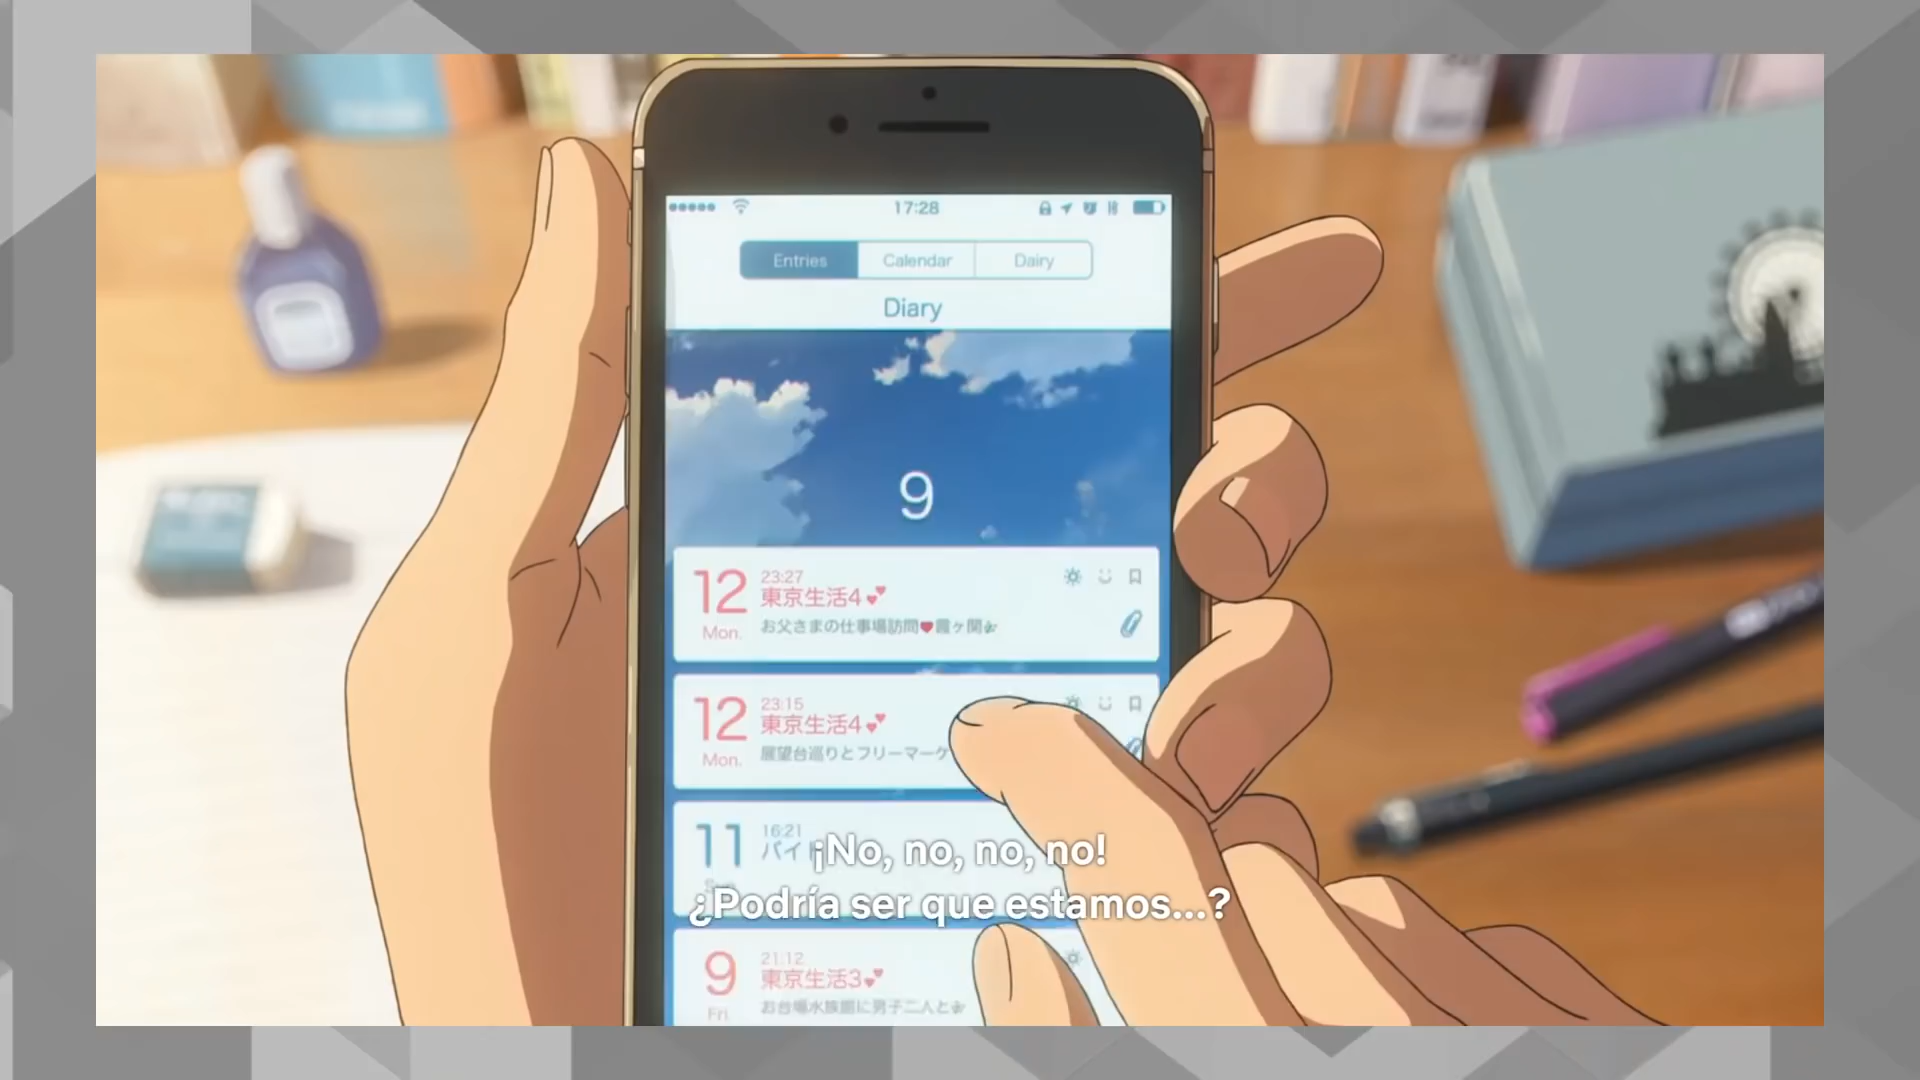 17:28
Entries Calendar Dairy
Diary
9
12 23:27
東京生活4
Mon. お父さまの仕事場訪問❤霞ヶ関
12 23:15
東京生活4
Mon. 展望台巡りとフリーマーケ
11 16:21
バイト
¡No, no, no, no!
¿Podría ser que estamos...?
9 21:12
東京生活3
Fri. お台場水族館に男子二人と